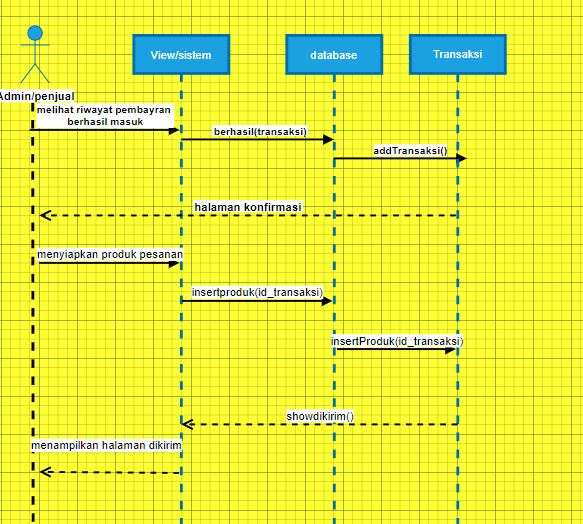 View/sistem
database
Transaksi
Admin/penjual
melihat riwayat pembayran
berhasil masuk
berhasil(transaksi)
addTransaksi()
halaman konfirmasi
menyiapkan produk pesanan
insertproduk(id_transaksi)
insertProduk(id_transaksi)
showdikirim()
menampilkan halaman dikirim